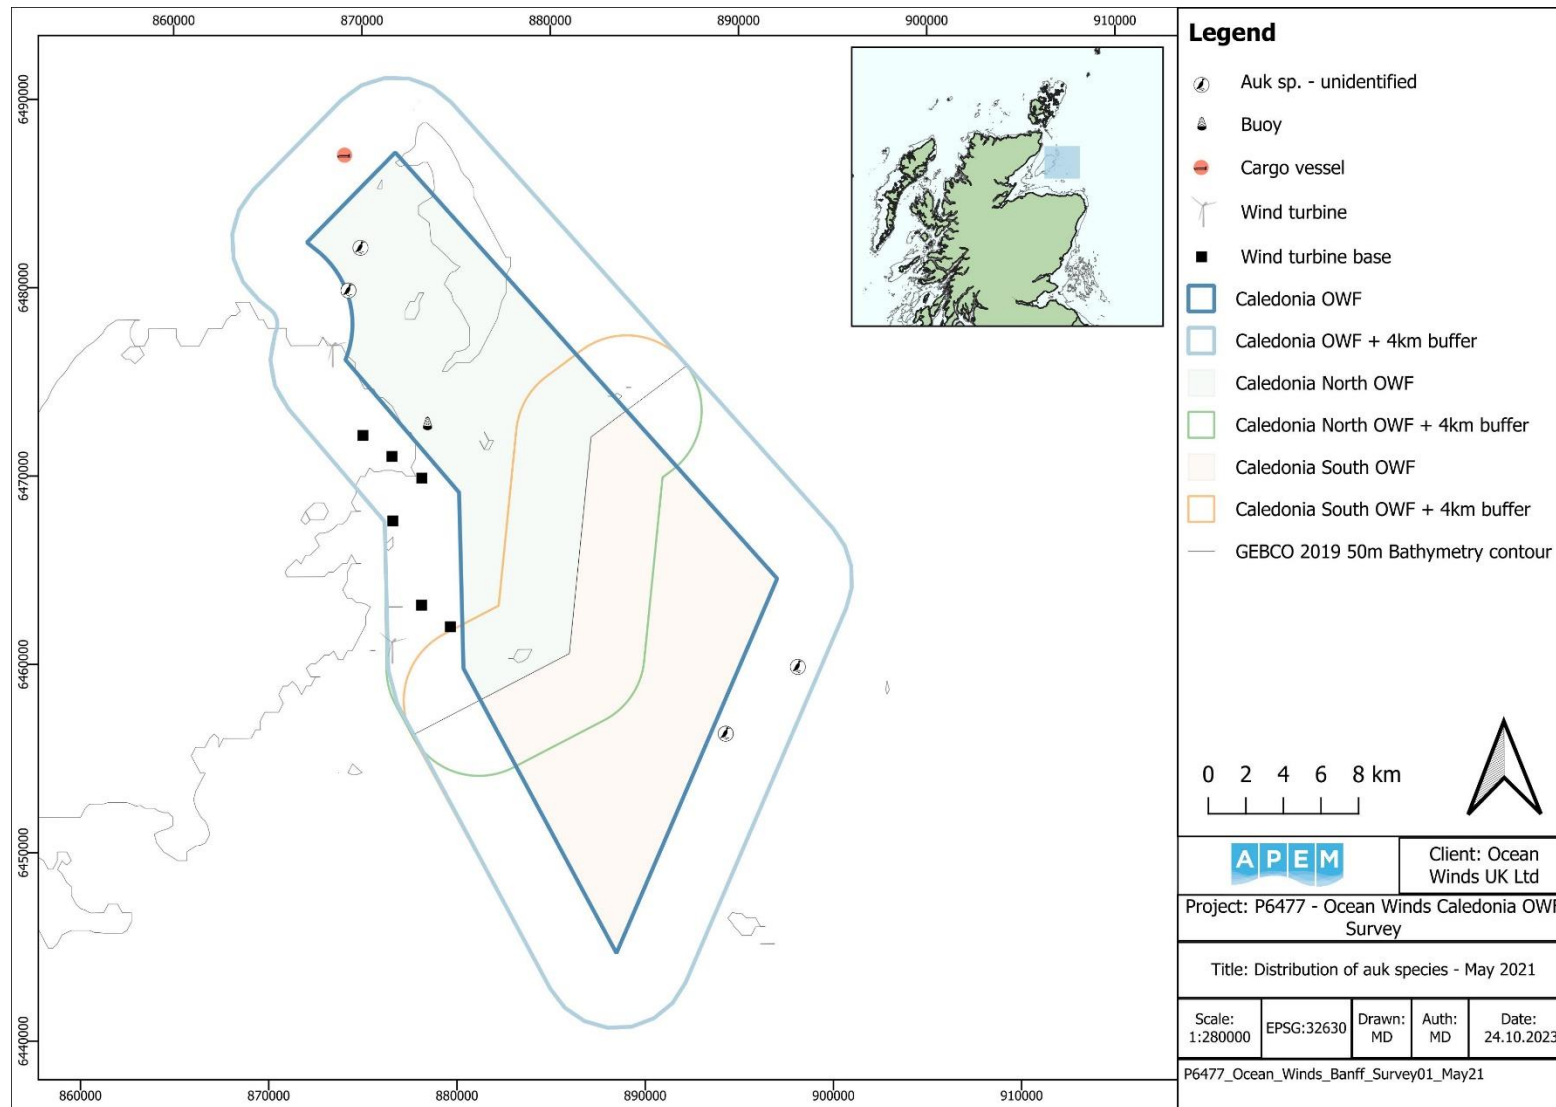 860000 870000 880000 890000 900000 910000
6490000
6480000
6470000
6460000
6450000
6440000
860000 870000 880000 890000 900000 910000
Legend
Auk sp. - unidentified
Buoy
Cargo vessel
Wind turbine
Wind turbine base
Caledonia OWF
Caledonia OWF + 4km buffer
Caledonia North OWF
Caledonia North OWF + 4km buffer
Caledonia South OWF
Caledonia South OWF + 4km buffer
GEBCO 2019 50m Bathymetry contour
0 2 4 6 8 km
APEM
Client: Ocean
Winds UK Ltd
Project: P6477 - Ocean Winds Caledonia OWF
Survey
Title: Distribution of auk species - May 2021
Scale:
1:280000
EPSG:32630
Drawn:
MD
Auth:
MD
Date:
24.10.2023
P6477_Ocean_Winds_Banff_Survey01_May21